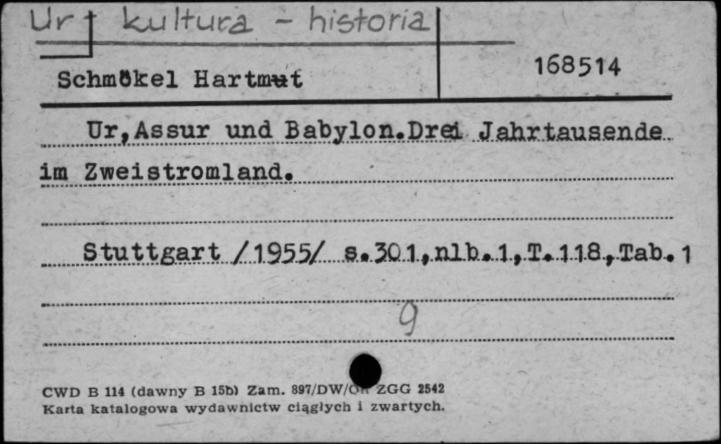 Ur kultura - historia
168514
Schmökel Hartmut
Ur, Assur und Babylon. Drei Jahrtausende
im Zweistromland.
Stuttgart /1955/ s. 301, nlb. 1, T. 118, Tab. 1
9
CWD B 114 (dawny B 15b) Zam. 897/DW/ ZGG 2542
Karta katalogowa wydawnictw ciągłych i zwartych.